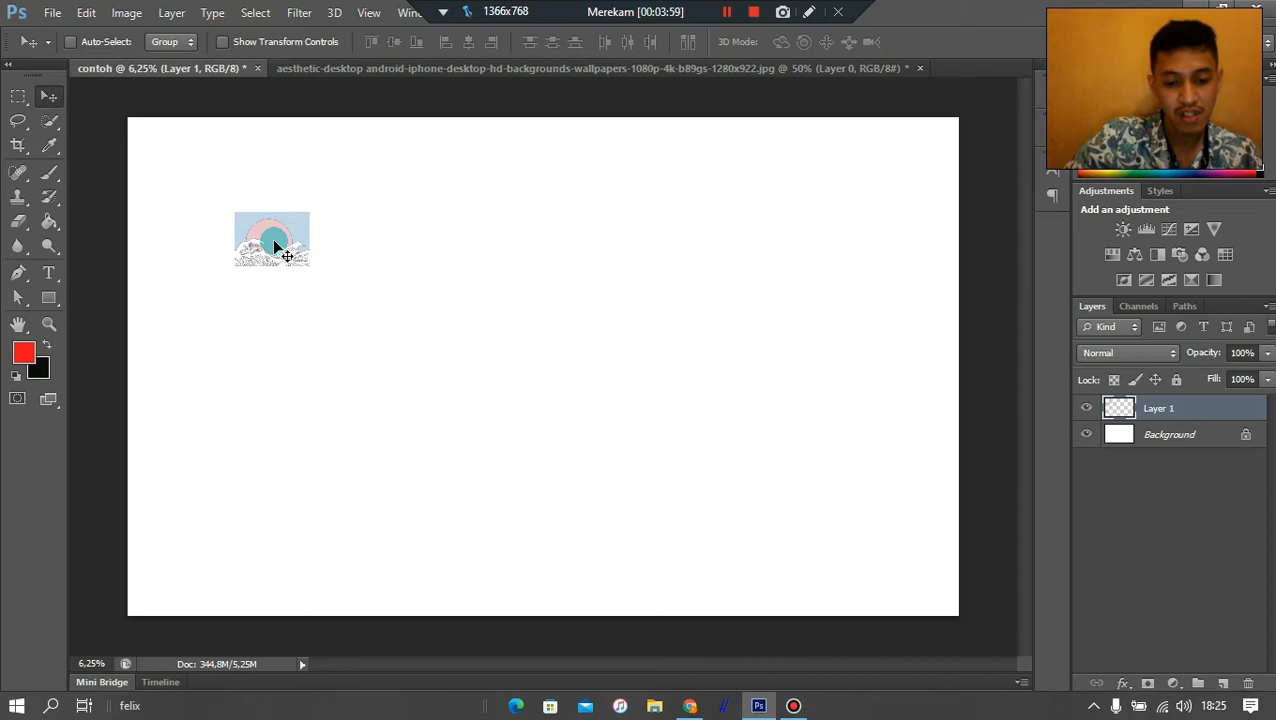 Ps File Edit Image Layer Type Select Filter 3D View
1366x768 Merekam [00:03:59]
Auto-Select: Group Show Transform Controls 3D Mode:
contoh @ 6,25% (Layer 1, RGB/8) * × aesthetic-desktop android-iphone-desktop-hd-backgrounds-wallpapers-1080p-4-k-b89gs-1280x922.jpg @ 50% (Layer 0, RGB/8#) * ×
Adjustments Styles
Add an adjustment
Layers Channels Paths
Kind
Normal Opacity: 100%
Lock: Fill: 100%
Layer 1
Background
6,25% Doc: 344,8M/5,25M
Mini Bridge Timeline
felix
Ps
18:25